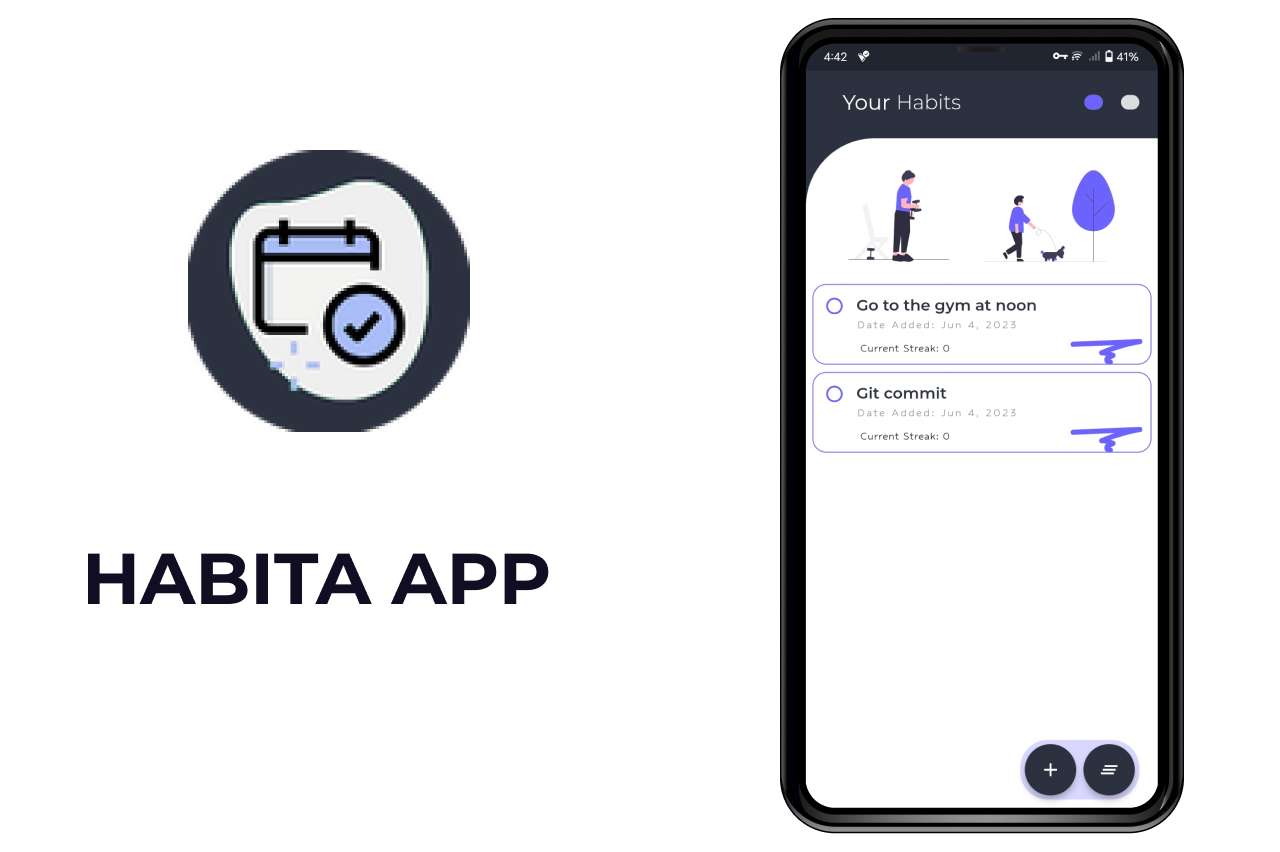 HABITA APP
4:42 41%
Your Habits
Go to the gym at noon
Date Added: Jun 4, 2023
Current Streak: 0
Git commit
Date Added: Jun 4, 2023
Current Streak: 0